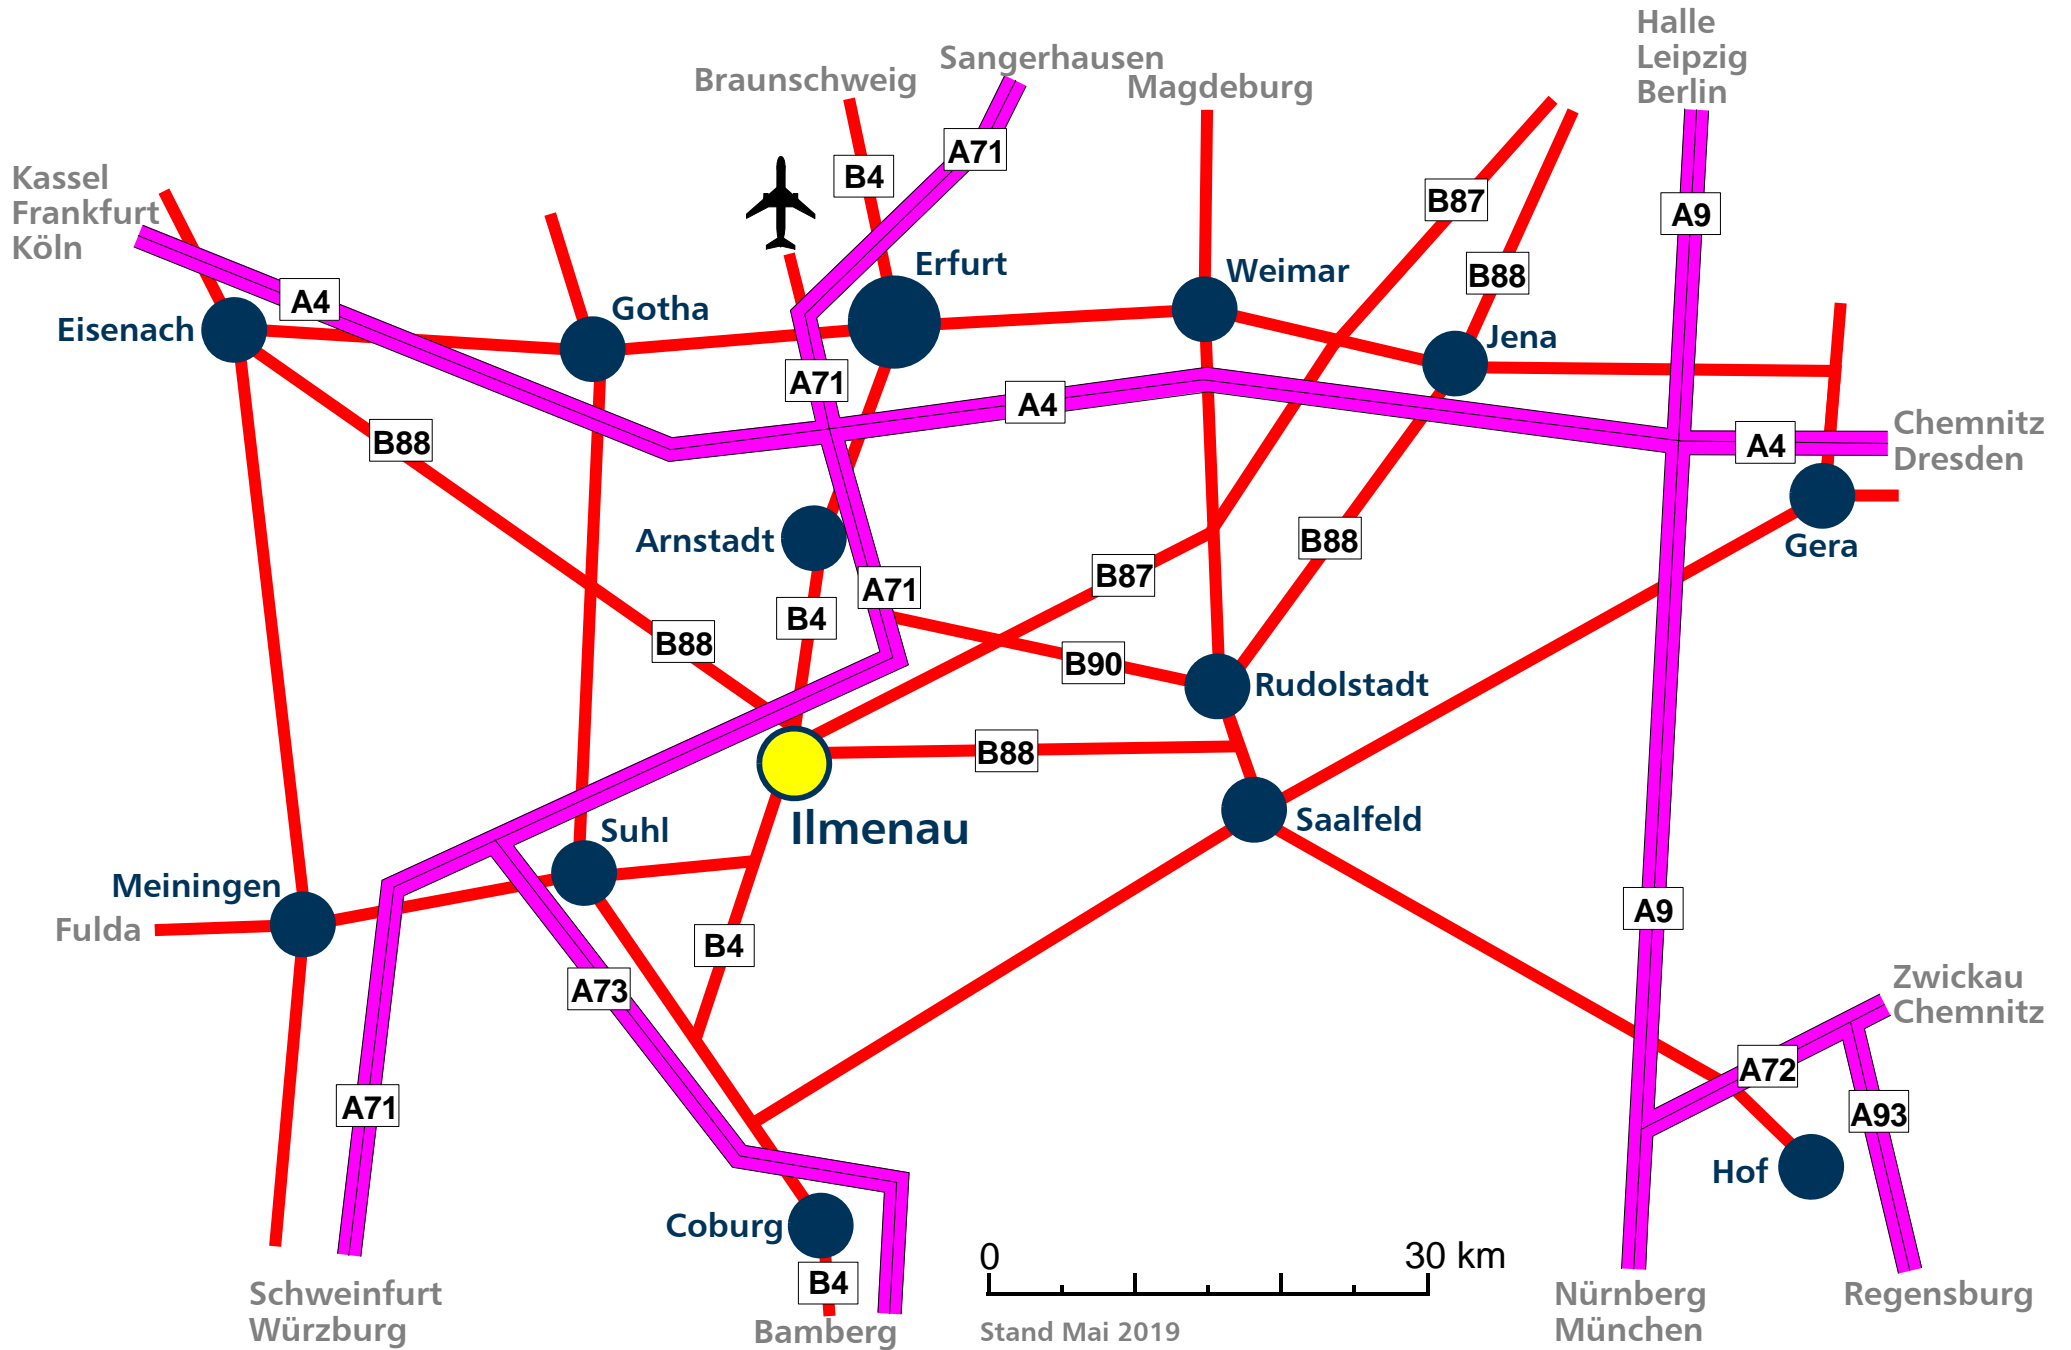 Halle
Leipzig
Berlin
Sangerhausen
Braunschweig
Magdeburg
A71
B4
Kassel
Frankfurt
Köln
B87
A9
Erfurt
Weimar
B88
A4
Gotha
Eisenach
Jena
A71
A4
Chemnitz
Dresden
B88
A4
Arnstadt
B88
Gera
B87
A71
B4
B88
B90
Rudolstadt
B88
Ilmenau
Suhl
Saalfeld
Meiningen
Fulda
A9
B4
A73
Zwickau
Chemnitz
A72
A71
A93
Hof
Coburg
0
30 km
B4
Schweinfurt
Würzburg
Bamberg
Stand Mai 2019
Nürnberg
München
Regensburg